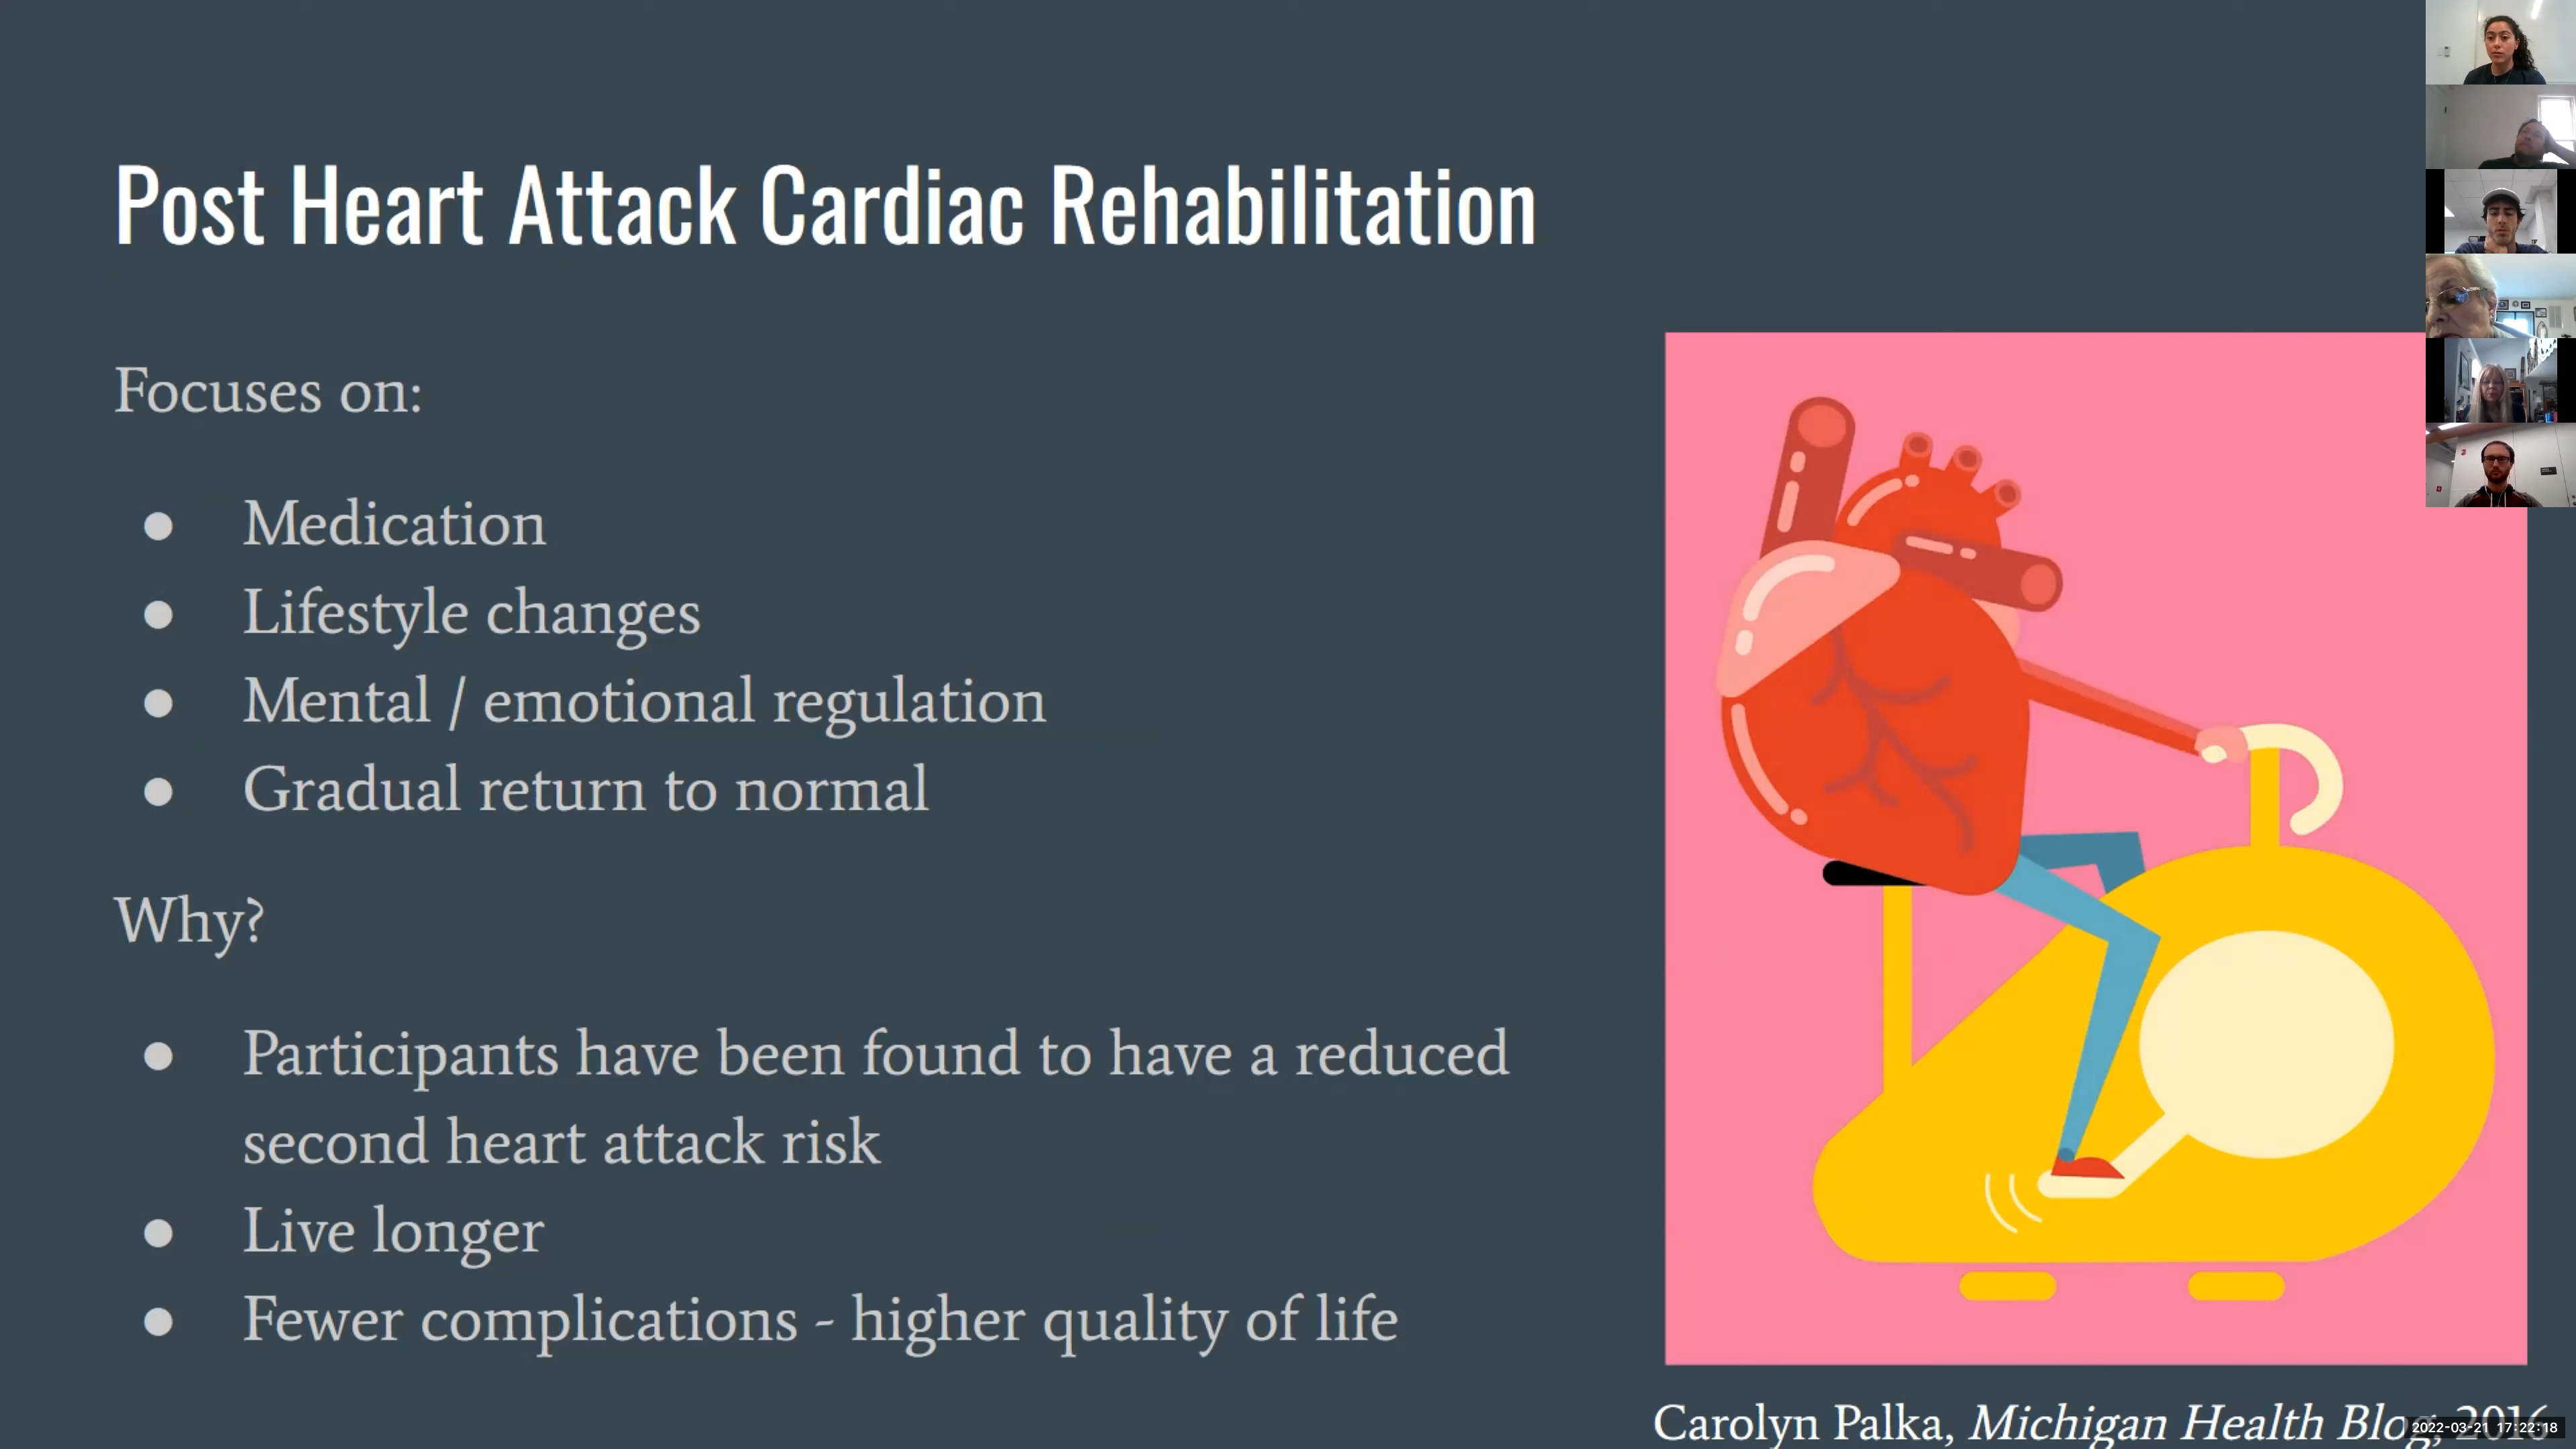 Post Heart Attack Cardiac Rehabilitation
Focuses on:
● Medication
● Lifestyle changes
● Mental / emotional regulation
● Gradual return to normal
Why?
● Participants have been found to have a reduced
second heart attack risk
● Live longer
● Fewer complications - higher quality of life
Carolyn Palka, Michigan Health Blog, 2016
2022-03-21 17:22:18